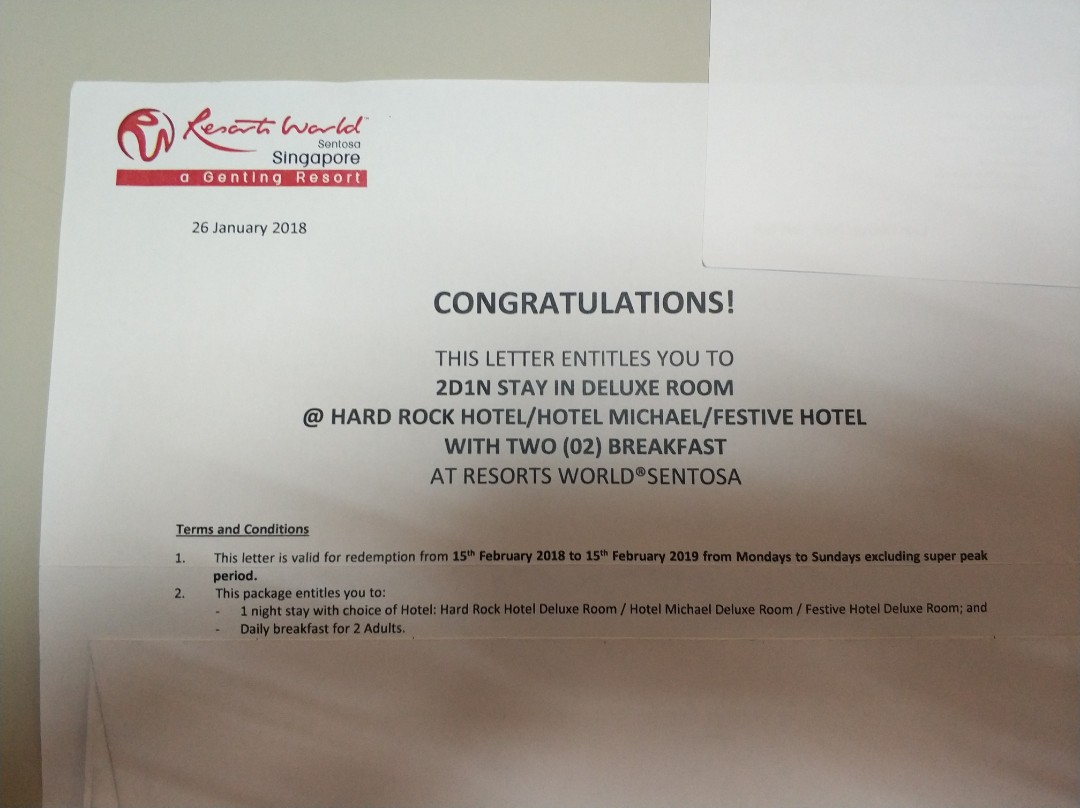 Resorts World™
Sentosa
Singapore
a Genting Resort
26 January 2018
CONGRATULATIONS!
THIS LETTER ENTITLES YOU TO
2D1N STAY IN DELUXE ROOM
@ HARD ROCK HOTEL/HOTEL MICHAEL/FESTIVE HOTEL
WITH TWO (02) BREAKFAST
AT RESORTS WORLD®SENTOSA
Terms and Conditions
1. This letter is valid for redemption from 15th February 2018 to 15th February 2019 from Mondays to Sundays excluding super peak
period.
2. This package entitles you to:
- 1 night stay with choice of Hotel: Hard Rock Hotel Deluxe Room / Hotel Michael Deluxe Room / Festive Hotel Deluxe Room; and
- Daily breakfast for 2 Adults.